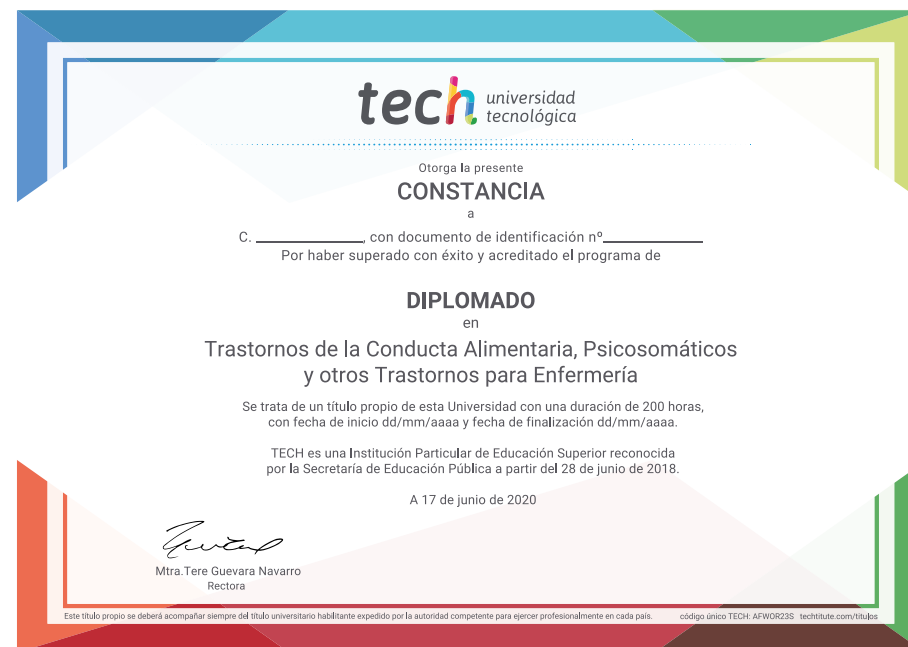 tech universidad
tecnológica
Otorga la presente
CONSTANCIA
a
C. ____________, con documento de identificación nº____________
Por haber superado con éxito y acreditado el programa de
DIPLOMADO
en
Trastornos de la Conducta Alimentaria, Psicosomáticos
y otros Trastornos para Enfermería
Se trata de un título propio de esta Universidad con una duración de 200 horas,
con fecha de inicio dd/mm/aaaa y fecha de finalización dd/mm/aaaa.
TECH es una Institución Particular de Educación Superior reconocida
por la Secretaría de Educación Pública a partir del 28 de junio de 2018.
A 17 de junio de 2020
Mtra.Tere Guevara Navarro
Rectora
Este título propio se deberá acompañar siempre del título universitario habilitante expedido por la autoridad competente para ejercer profesionalmente en cada país. código único TECH: AFWOR23S techtitute.com/titulos